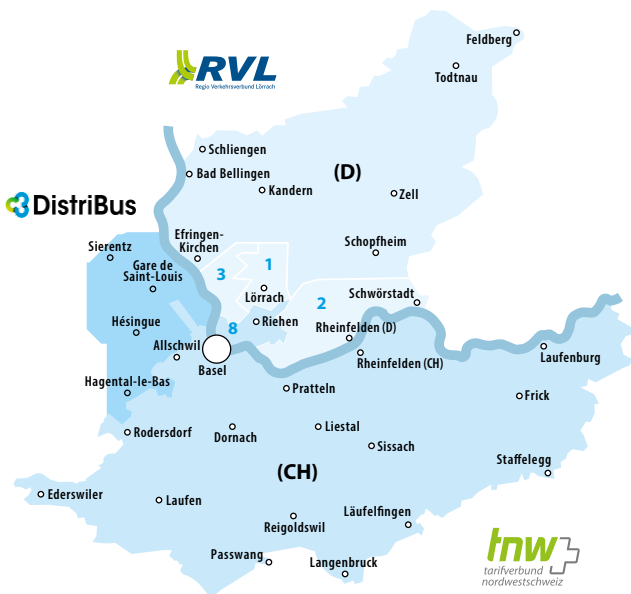 Feldberg
Todtnau
RVL
Regio Verkehrsverbund Lörrach
Schliengen
Bad Bellingen
(D)
Kandern
Zell
DistriBus
Efringen-
Kirchen
Sierentz
Schopfheim
Gare de
Saint-Louis
3
1
Lörrach
2
Schwörstadt
Hésingue
8
Riehen
Rheinfelden (D)
Allschwil
Basel
Rheinfelden (CH)
Laufenburg
Hagental-le-Bas
Pratteln
Frick
Rodersdorf
Dornach
Liestal
Sissach
Staffelegg
(CH)
Ederswiler
Laufen
Reigoldswil
Läufelfingen
Passwang
Langenbruck
tnw
tarifverbund
nordwestschweiz